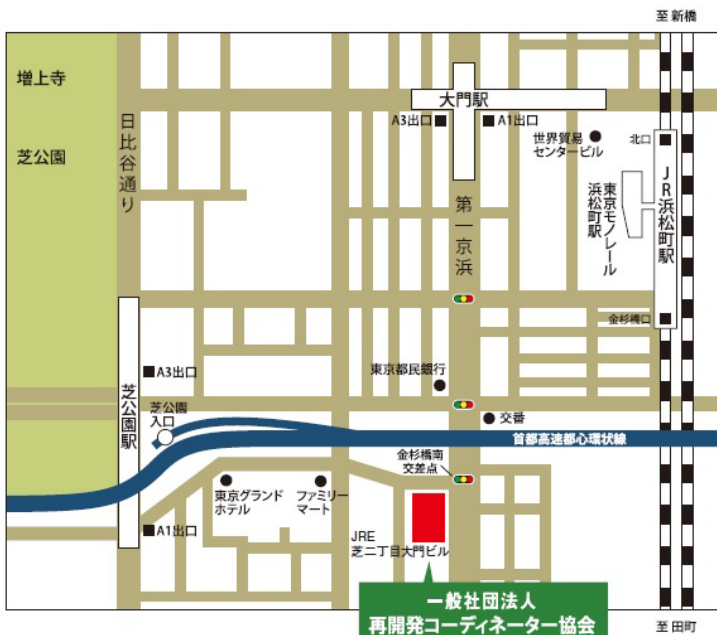 至 新橋
増上寺
芝公園
日比谷通り
大門駅
A3出口
A1出口
世界貿易
センタービル
北口
JR浜松町駅
東京モノレール
浜松町駅
第一京浜
金杉橋口
東京都民銀行
A3出口
芝公園駅
芝公園
入口
交番
首都高速都心環状線
金杉橋南
交差点
東京グランド
ホテル
ファミリー
マート
A1出口
JRE
芝二丁目大門ビル
一般社団法人
再開発コーディネーター協会
至 田町